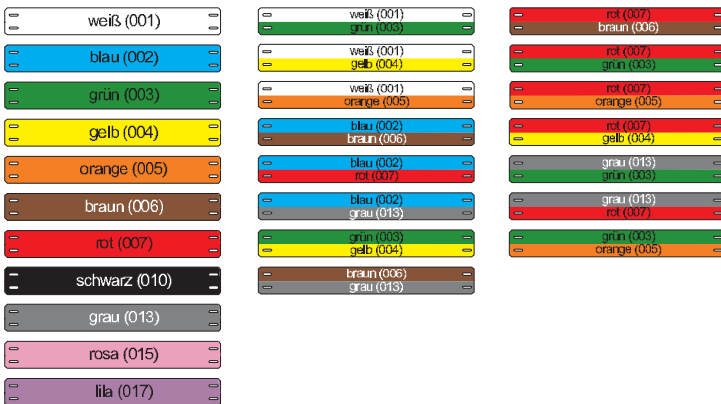 weiß (001)
blau (002)
grün (003)
gelb (004)
orange (005)
braun (006)
rot (007)
schwarz (010)
grau (013)
rosa (015)
lila (017)
weiß (001)
grün (003)
weiß (001)
gelb (004)
weiß (001)
orange (005)
blau (002)
braun (006)
blau (002)
rot (007)
blau (002)
grau (013)
grün (003)
gelb (004)
braun (006)
grau (013)
rot (007)
braun (006)
rot (007)
grün (003)
rot (007)
orange (005)
rot (007)
gelb (004)
grau (013)
grün (003)
grau (013)
rot (007)
grün (003)
orange (005)